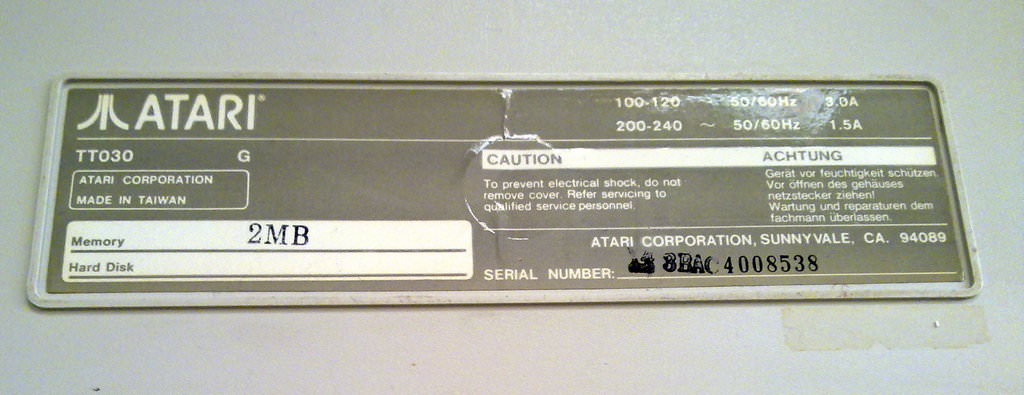 ATARI®
100-120 50/60Hz 3.0A
200-240 ~ 50/60Hz 1.5A
TT030 G
ATARI CORPORATION
MADE IN TAIWAN
Memory 2MB
Hard Disk
CAUTION
To prevent electrical shock, do not
remove cover. Refer servicing to
qualified service personnel.
ACHTUNG
Gerät vor feuchtigkeit schützen.
Vor öffnen des gehäuses
netzstecker ziehen!
Wartung und reparaturen dem
fachmann überlassen.
ATARI CORPORATION, SUNNYVALE, CA. 94089
SERIAL NUMBER: 4008538